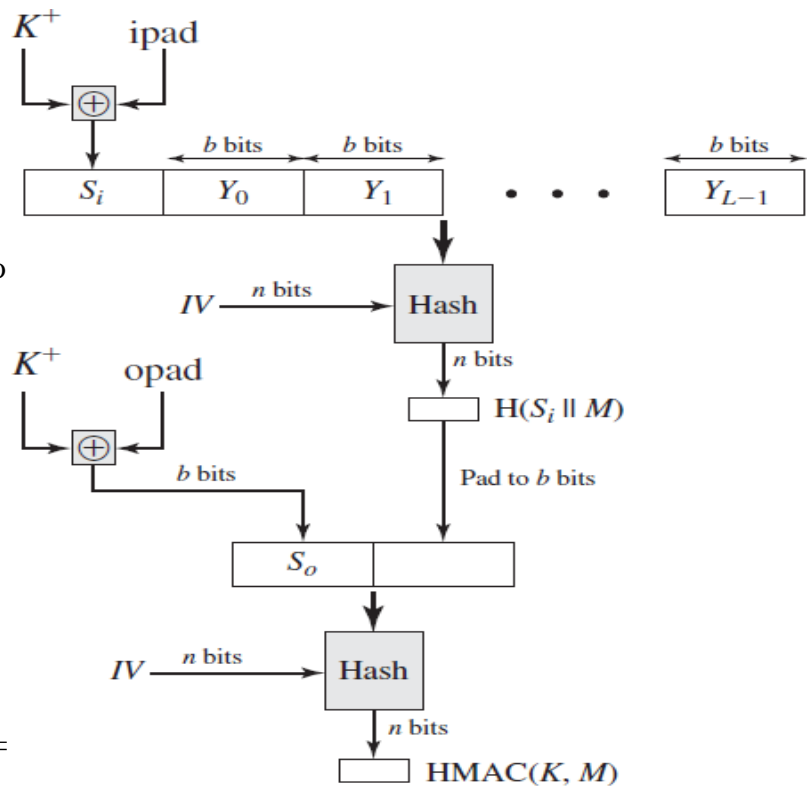 K⁺ ipad
⊕
b bits b bits b bits
Sᵢ Y₀ Y₁ • • • Y_{L−1}
IV n bits Hash
n bits
K⁺ opad
H(Sᵢ || M)
⊕
b bits Pad to b bits
Sₒ
IV n bits Hash
n bits
=
HMAC(K, M)